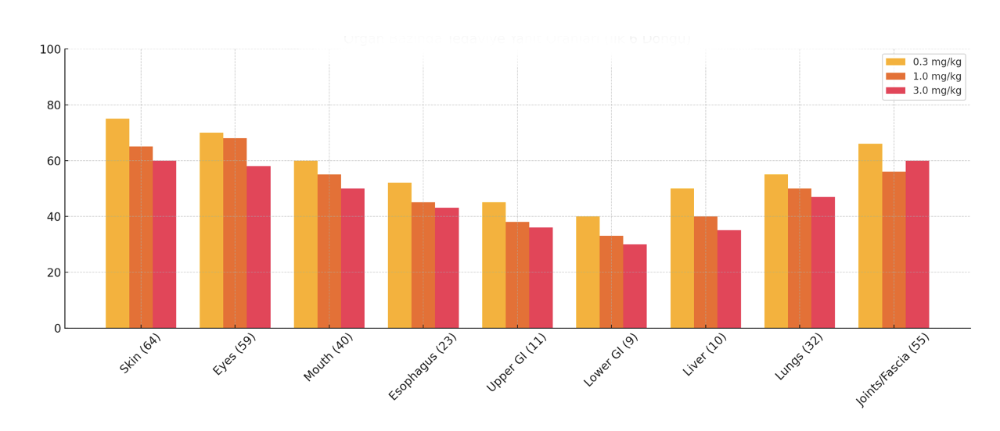 100
80
60
40
20
0
0.3 mg/kg
1.0 mg/kg
3.0 mg/kg
Skin (64)
Eyes (59)
Mouth (40)
Esophagus (23)
Upper GI (11)
Lower GI (9)
Liver (10)
Lungs (32)
Joints/Fascia (55)